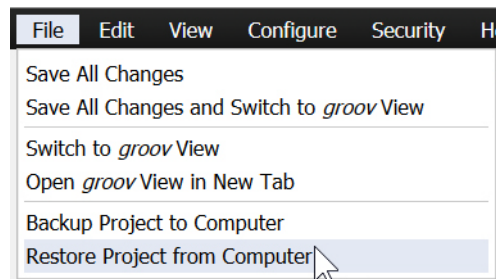 File Edit View Configure Security
Save All Changes
Save All Changes and Switch to groov View
Switch to groov View
Open groov View in New Tab
Backup Project to Computer
Restore Project from Computer